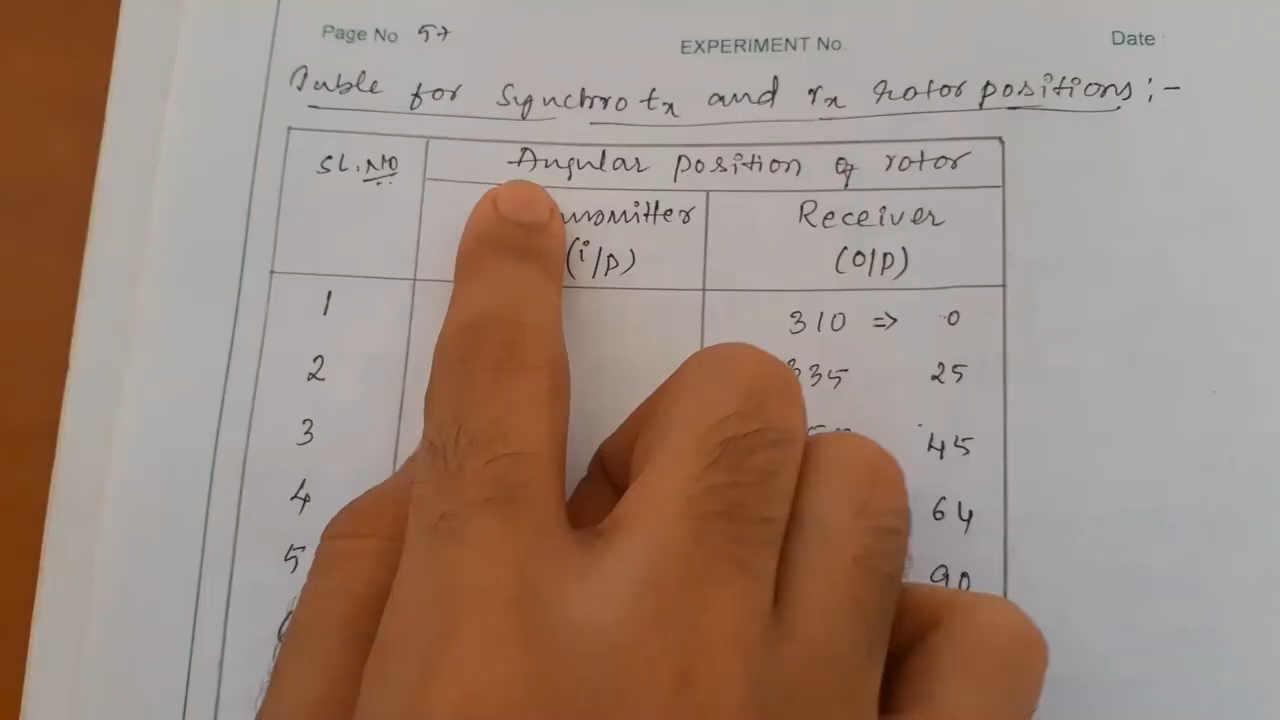 Page No 57
EXPERIMENT No.
Date :
Table for Synchro tx and rx rotor positions :-
SL.NO Angular position of rotor
Receiver
(i/p) (O/P)
1 310 => 0
2 335 25
3 45
4 64
5 90